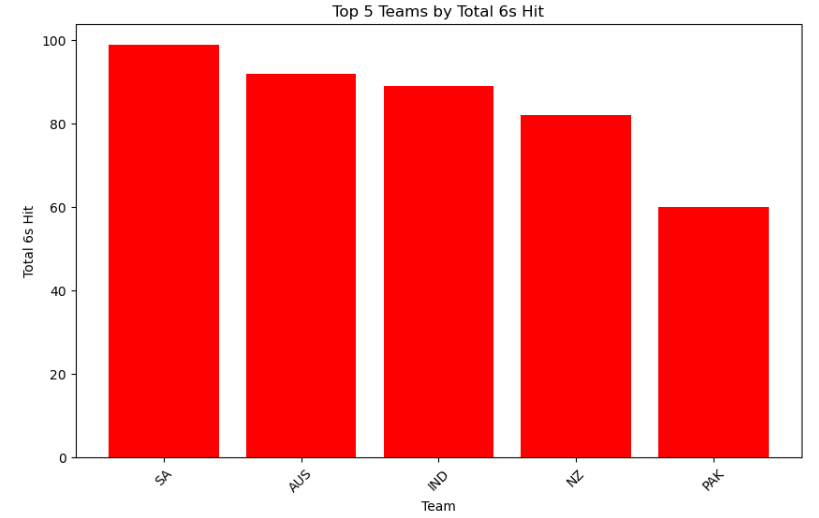 Top 5 Teams by Total 6s Hit
100
80
60
40
20
0
Total 6s Hit
SA
AUS
IND
NZ
PAK
Team